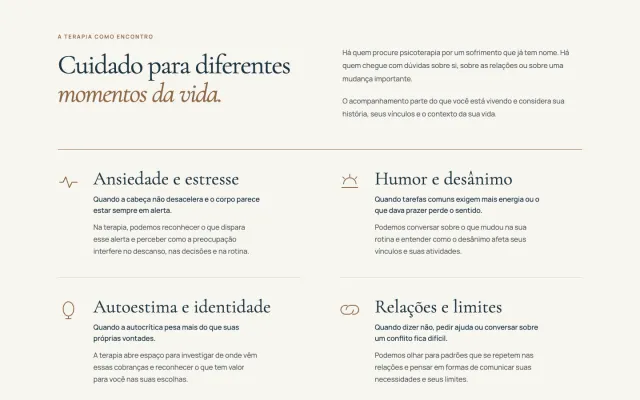 A TERAPIA COMO ENCONTRO
Cuidado para diferentes
momentos da vida.
Há quem procure psicoterapia por um sofrimento que já tem nome. Há
quem chegue com dúvidas sobre si, sobre as relações ou sobre uma
mudança importante.
O acompanhamento parte do que você está vivendo e considera sua
história, seus vínculos e o contexto da sua vida.
Ansiedade e estresse
Quando a cabeça não desacelera e o corpo parece
estar sempre em alerta.
Na terapia, podemos reconhecer o que dispara
esse alerta e perceber como a preocupação
interfere no descanso, nas decisões e na rotina.
Humor e desânimo
Quando tarefas comuns exigem mais energia ou o
que dava prazer perde o sentido.
Podemos conversar sobre o que mudou na sua
rotina e entender como o desânimo afeta seus
vínculos e suas atividades.
Autoestima e identidade
Quando a autocrítica pesa mais do que suas
próprias vontades.
A terapia abre espaço para investigar de onde vêm
essas cobranças e reconhecer o que tem valor
para você nas suas escolhas.
Relações e limites
Quando dizer não, pedir ajuda ou conversar sobre
um conflito fica difícil.
Podemos olhar para padrões que se repetem nas
relações e pensar em formas de comunicar suas
necessidades e seus limites.